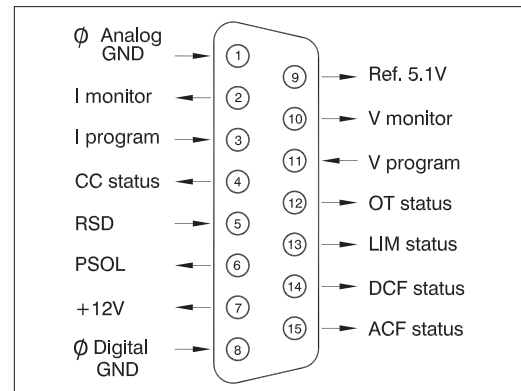 ϕ Analog
GND
1
I monitor
2
I program
3
CC status
4
RSD
5
PSOL
6
+12V
7
ϕ Digital
GND
8
9
Ref. 5.1V
10
V monitor
11
V program
12
OT status
13
LIM status
14
DCF status
15
ACF status